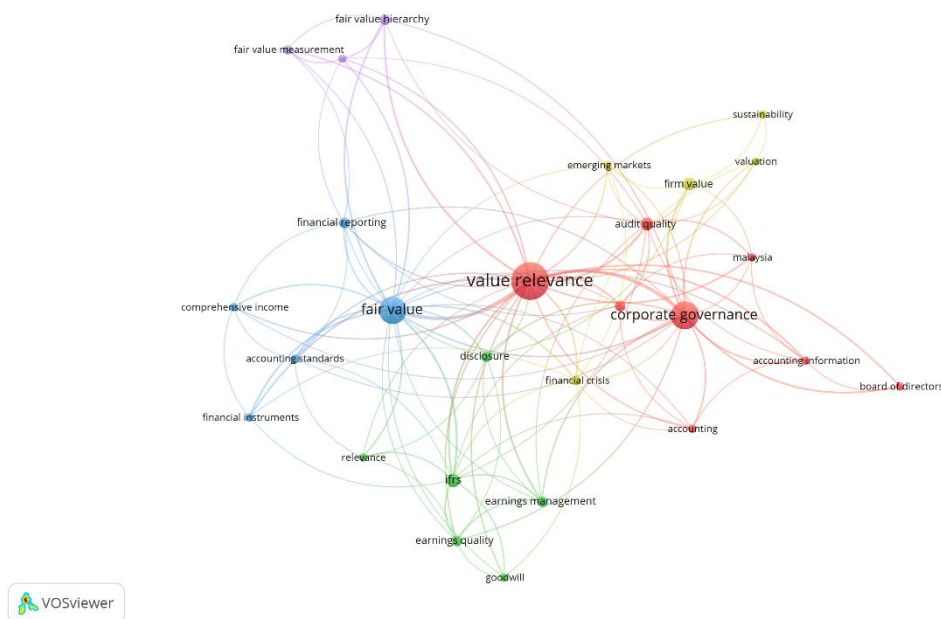 fair value hierarchy
fair value measurement
sustainability
emerging markets
valuation
firm value
financial reporting
audit quality
malaysia
value relevance
comprehensive income
fair value
corporate governance
disclosure
accounting standards
accounting information
financial crisis
board of directors
financial instruments
accounting
relevance
ifrs
earnings management
earnings quality
goodwill
VOSviewer